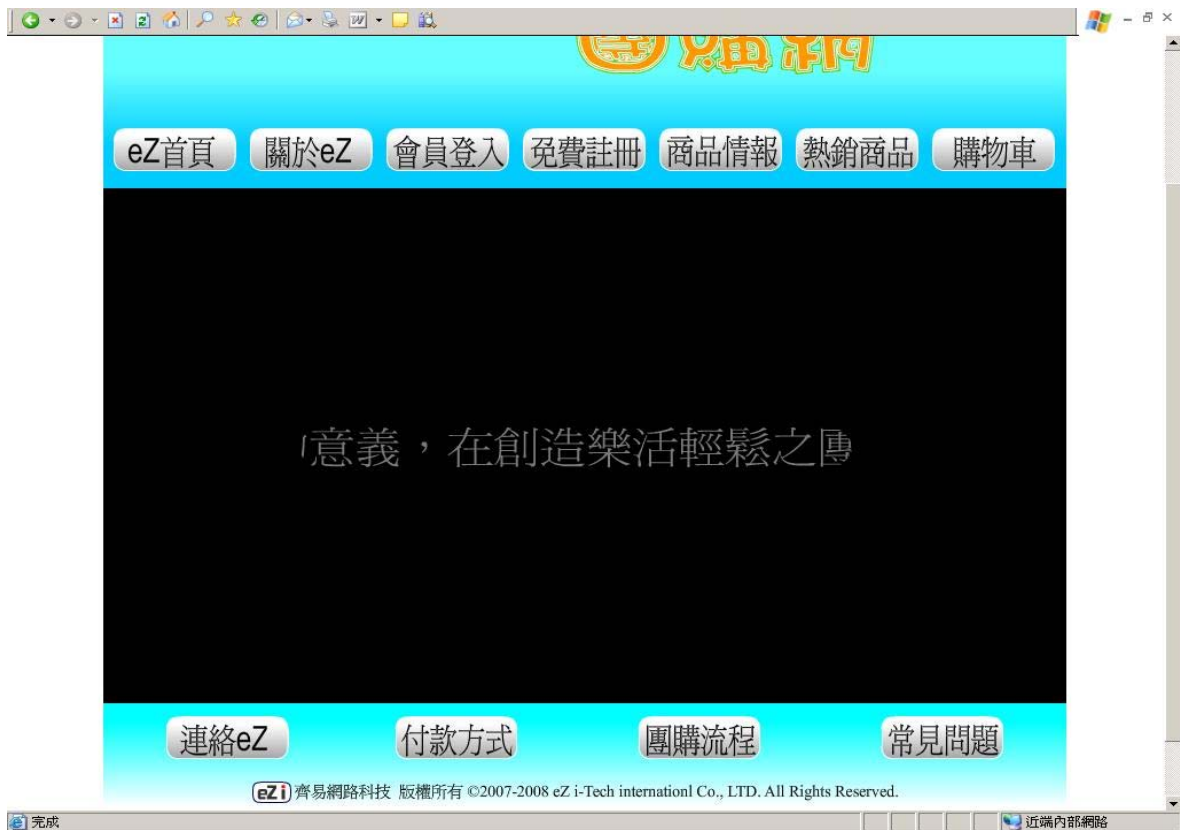 團購網
eZ首頁 關於eZ 會員登入 免費註冊 商品情報 熱銷商品 購物車
意義，在創造樂活輕鬆之
連絡eZ 付款方式 團購流程 常見問題
eZi 齊易網路科技 版權所有 ©2007-2008 eZ i-Tech internationl Co., LTD. All Rights Reserved.
完成 近端內部網路